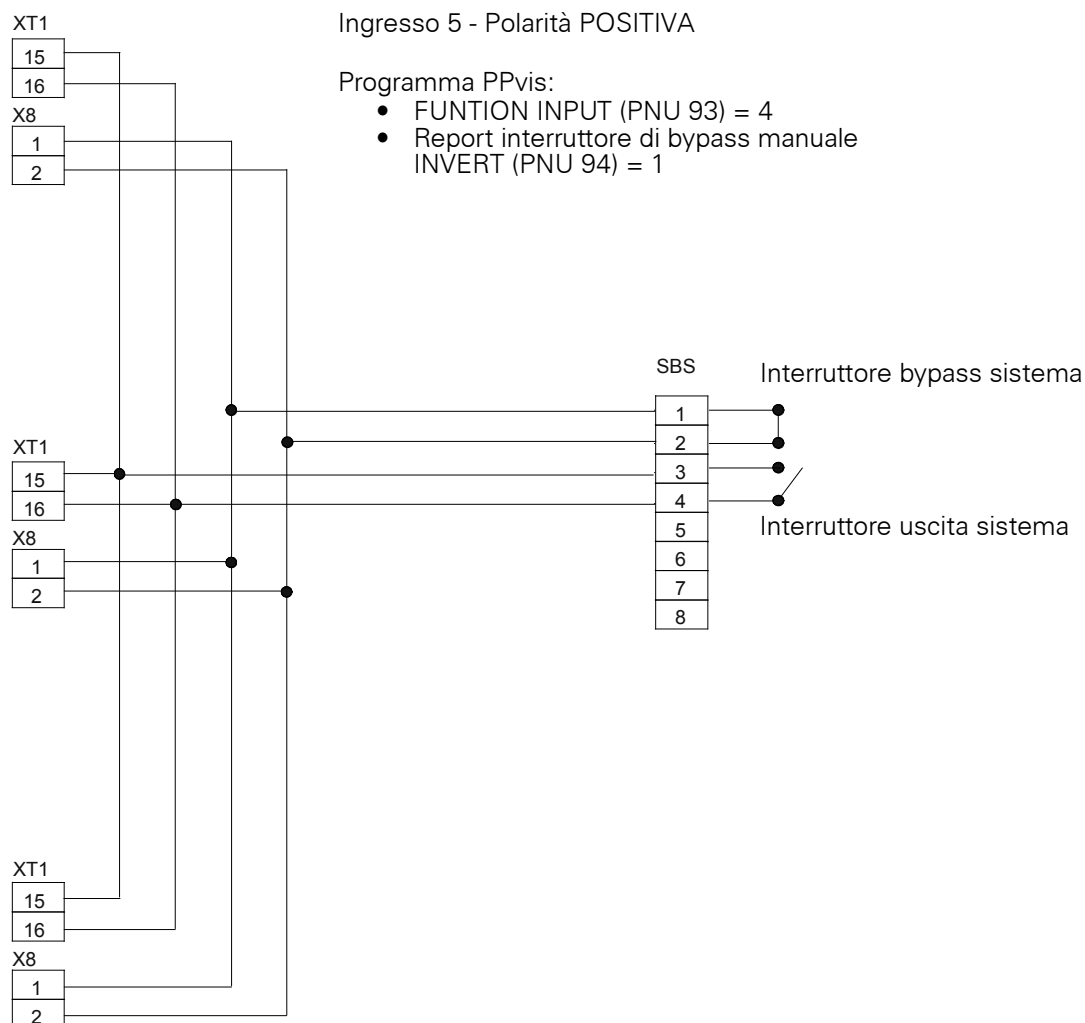 XT1
15
16
X8
1
2
Ingresso 5 - Polarità POSITIVA
Programma PPvis:
• FUNTION INPUT (PNU 93) = 4
• Report interruttore di bypass manuale
INVERT (PNU 94) = 1
SBS
1
2
3
4
5
6
7
8
Interruttore bypass sistema
Interruttore uscita sistema
XT1
15
16
X8
1
2
XT1
15
16
X8
1
2